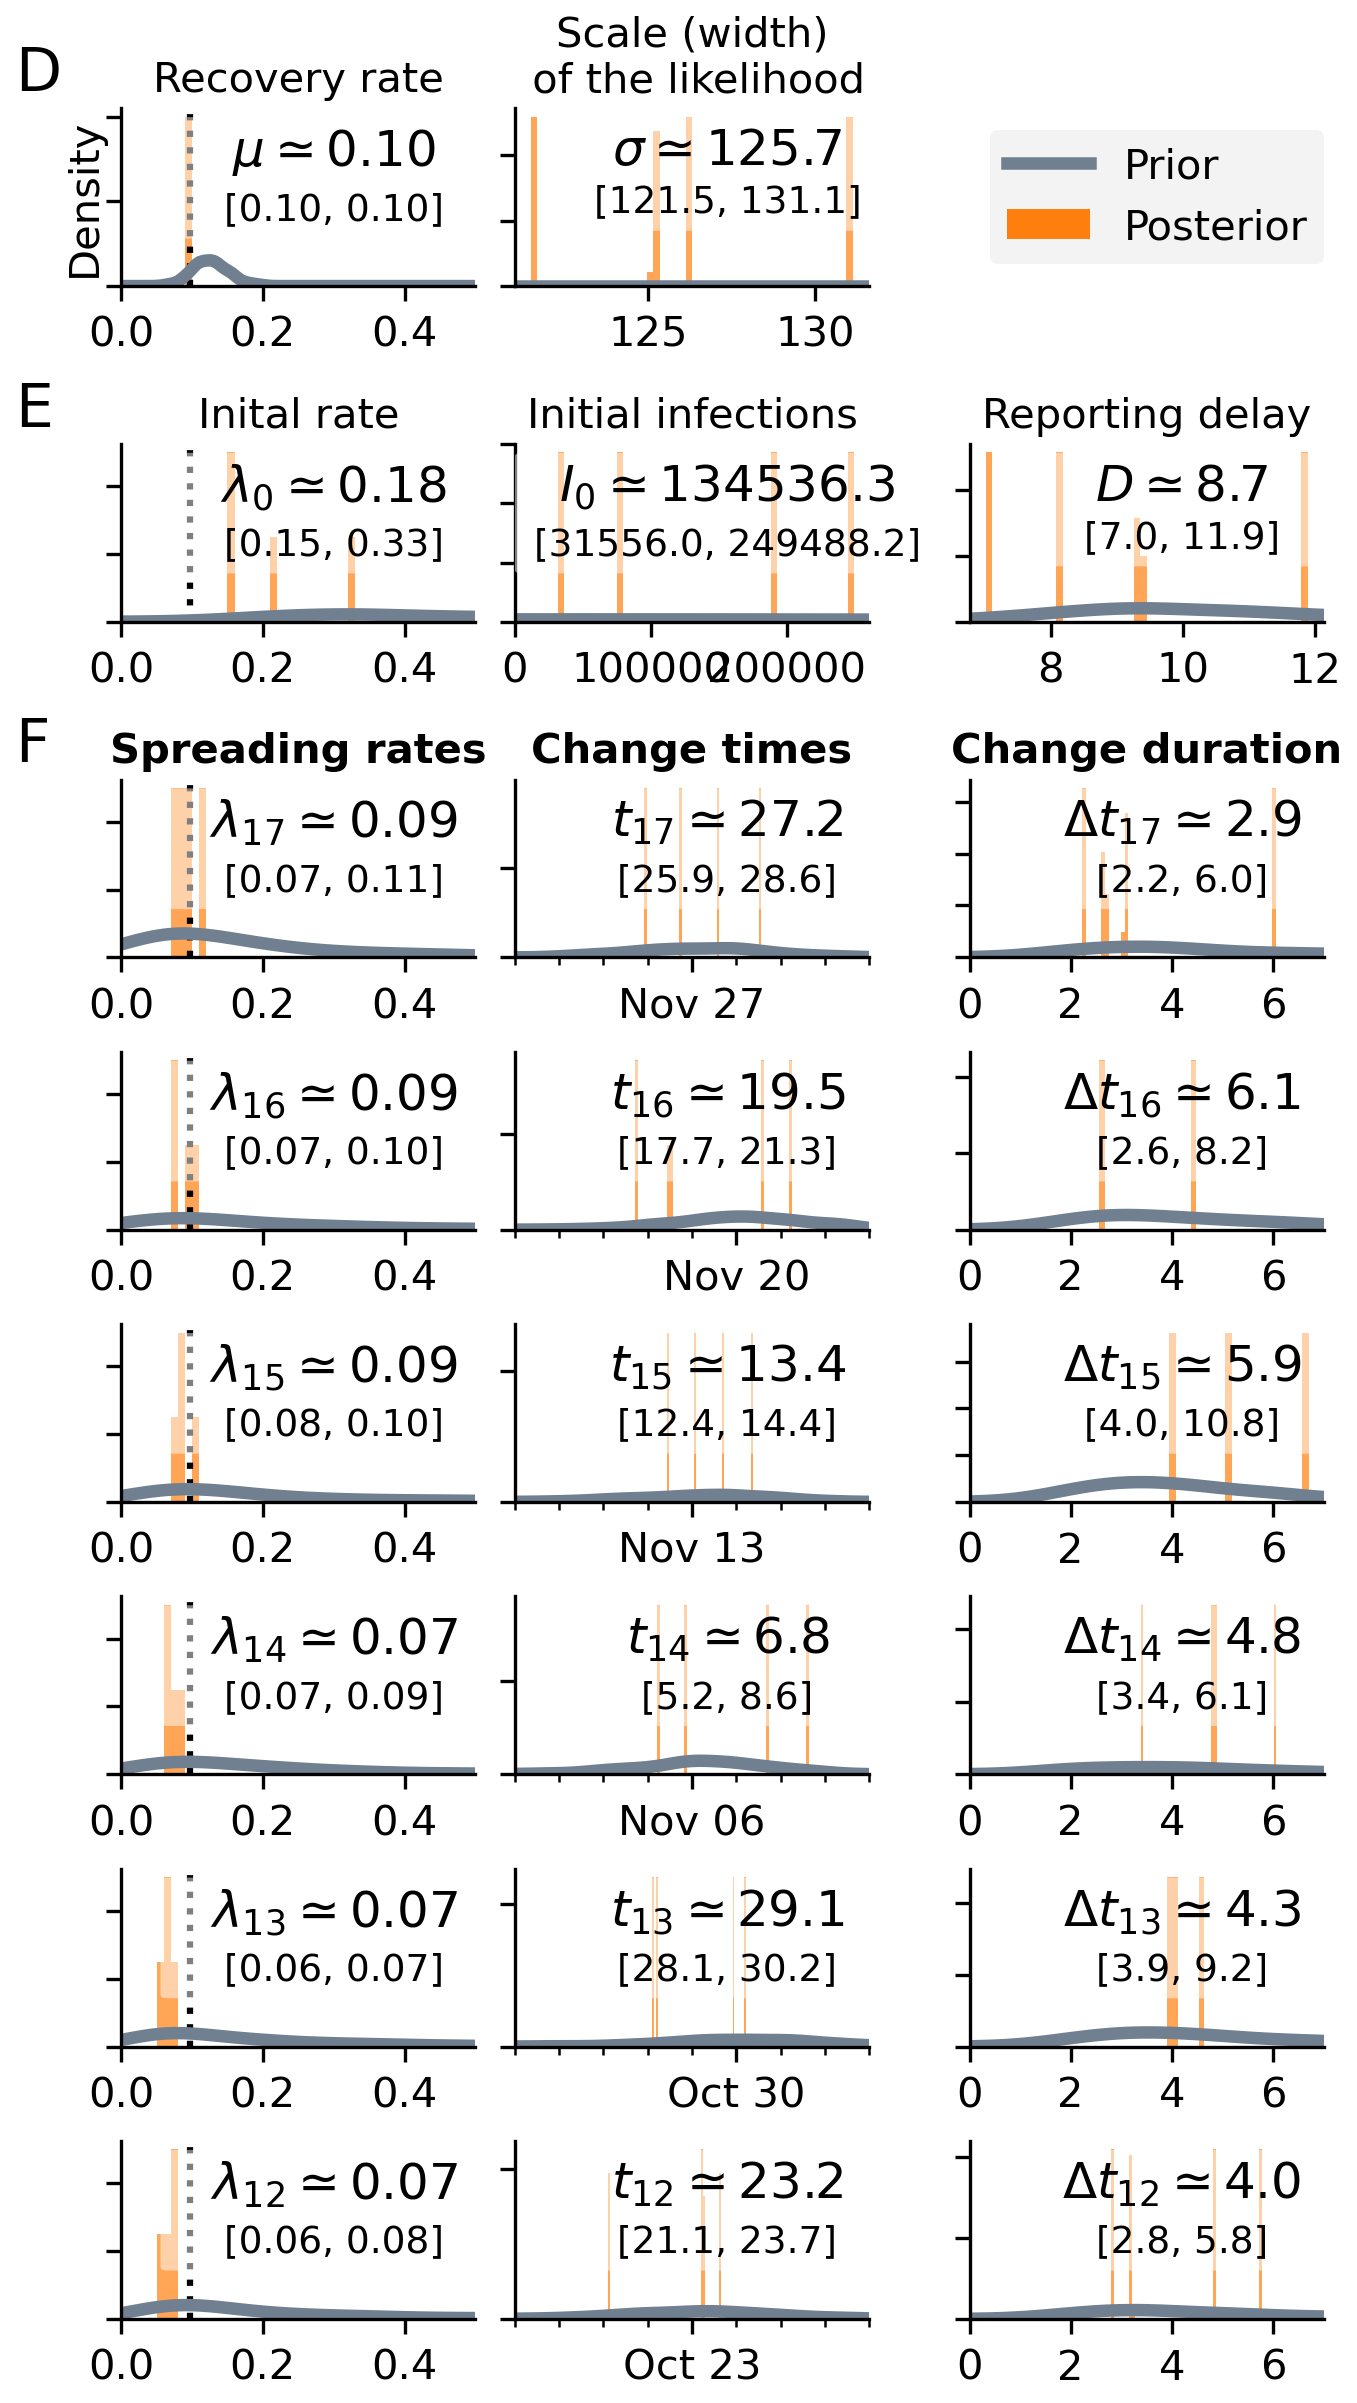 D
Recovery rate
Scale (width)
of the likelihood
Density
μ ≃ 0.10
[0.10, 0.10]
σ ≃ 125.7
[121.5, 131.1]
Prior
Posterior
0.0 0.2 0.4
125 130
E
Inital rate
Initial infections
Reporting delay
λ0 ≃ 0.18
[0.15, 0.33]
I0 ≃ 134536.3
[31556.0, 249488.2]
D ≃ 8.7
[7.0, 11.9]
0.0 0.2 0.4
0 100000 200000
8 10 12
F
Spreading rates
Change times
Change duration
λ17 ≃ 0.09
[0.07, 0.11]
t17 ≃ 27.2
[25.9, 28.6]
Δt17 ≃ 2.9
[2.2, 6.0]
0.0 0.2 0.4
Nov 27
0 2 4 6
λ16 ≃ 0.09
[0.07, 0.10]
t16 ≃ 19.5
[17.7, 21.3]
Δt16 ≃ 6.1
[2.6, 8.2]
0.0 0.2 0.4
Nov 20
0 2 4 6
λ15 ≃ 0.09
[0.08, 0.10]
t15 ≃ 13.4
[12.4, 14.4]
Δt15 ≃ 5.9
[4.0, 10.8]
0.0 0.2 0.4
Nov 13
0 2 4 6
λ14 ≃ 0.07
[0.07, 0.09]
t14 ≃ 6.8
[5.2, 8.6]
Δt14 ≃ 4.8
[3.4, 6.1]
0.0 0.2 0.4
Nov 06
0 2 4 6
λ13 ≃ 0.07
[0.06, 0.07]
t13 ≃ 29.1
[28.1, 30.2]
Δt13 ≃ 4.3
[3.9, 9.2]
0.0 0.2 0.4
Oct 30
0 2 4 6
λ12 ≃ 0.07
[0.06, 0.08]
t12 ≃ 23.2
[21.1, 23.7]
Δt12 ≃ 4.0
[2.8, 5.8]
0.0 0.2 0.4
Oct 23
0 2 4 6